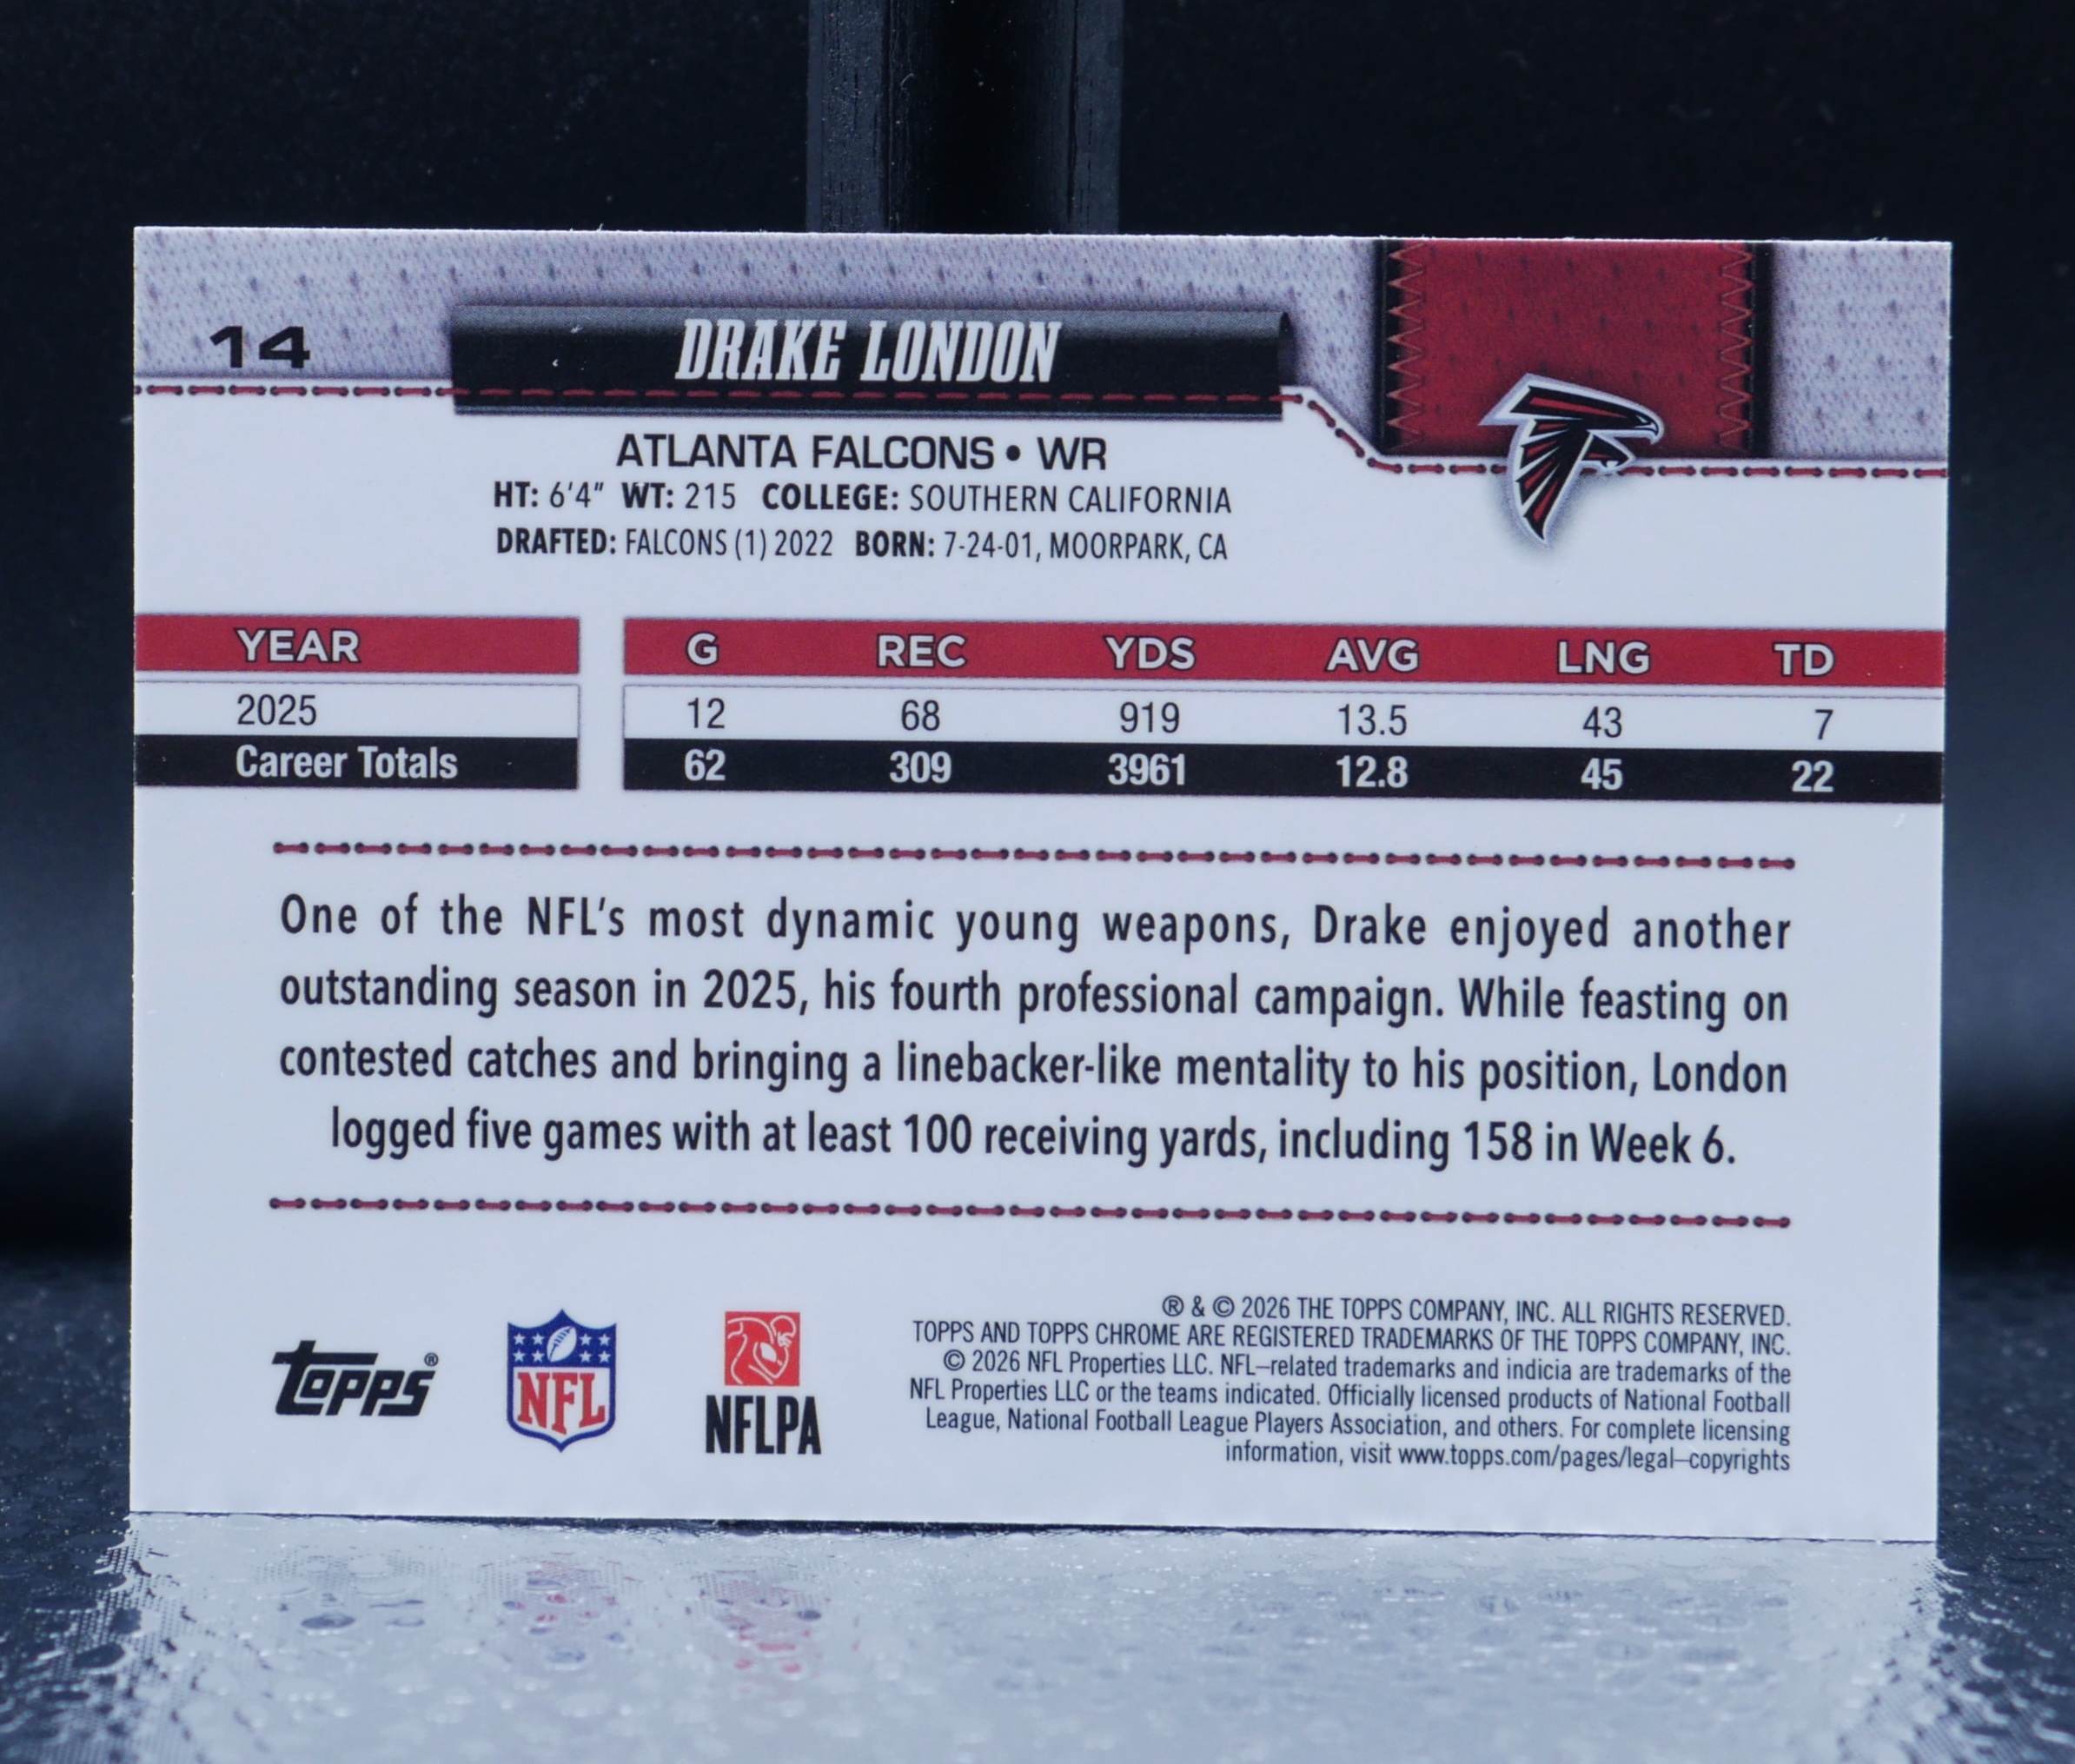 14
DRAKE LONDON
ATLANTA FALCONS • WR
HT: 6'4" WT: 215 COLLEGE: SOUTHERN CALIFORNIA
DRAFTED: FALCONS (1) 2022 BORN: 7-24-01, MOORPARK, CA
YEAR G REC YDS AVG LNG TD
2025 12 68 919 13.5 43 7
Career Totals 62 309 3961 12.8 45 22
One of the NFL's most dynamic young weapons, Drake enjoyed another
outstanding season in 2025, his fourth professional campaign. While feasting on
contested catches and bringing a linebacker-like mentality to his position, London
logged five games with at least 100 receiving yards, including 158 in Week 6.
® & © 2026 THE TOPPS COMPANY, INC. ALL RIGHTS RESERVED.
TOPPS AND TOPPS CHROME ARE REGISTERED TRADEMARKS OF THE TOPPS COMPANY, INC.
© 2026 NFL Properties LLC. NFL–related trademarks and indicia are trademarks of the
NFL Properties LLC or the teams indicated. Officially licensed products of National Football
League, National Football League Players Association, and others. For complete licensing
information, visit www.topps.com/pages/legal–copyrights
Topps®
NFL
NFLPA